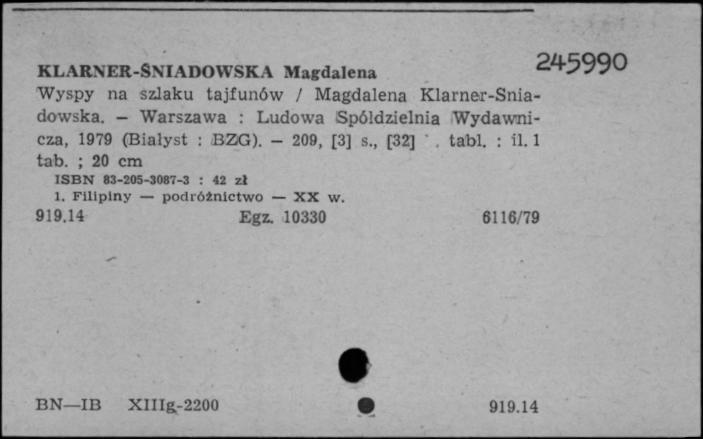 245990
KLARNER-ŚNIADOWSKA Magdalena
Wyspy na szlaku tajfunów / Magdalena Klarner-Śnia-
dowska. — Warszawa : Ludowa Spółdzielnia Wydawni-
cza, 1979 (Białyst : BZG). — 209, [3] s., [32] . tabl. : il. 1
tab. ; 20 cm
ISBN 83-205-3087-3 : 42 zł
1. Filipiny — podróżnictwo — XX w.
919.14 Egz. 10330 6116/79
BN—IB XIIIg-2200 919.14